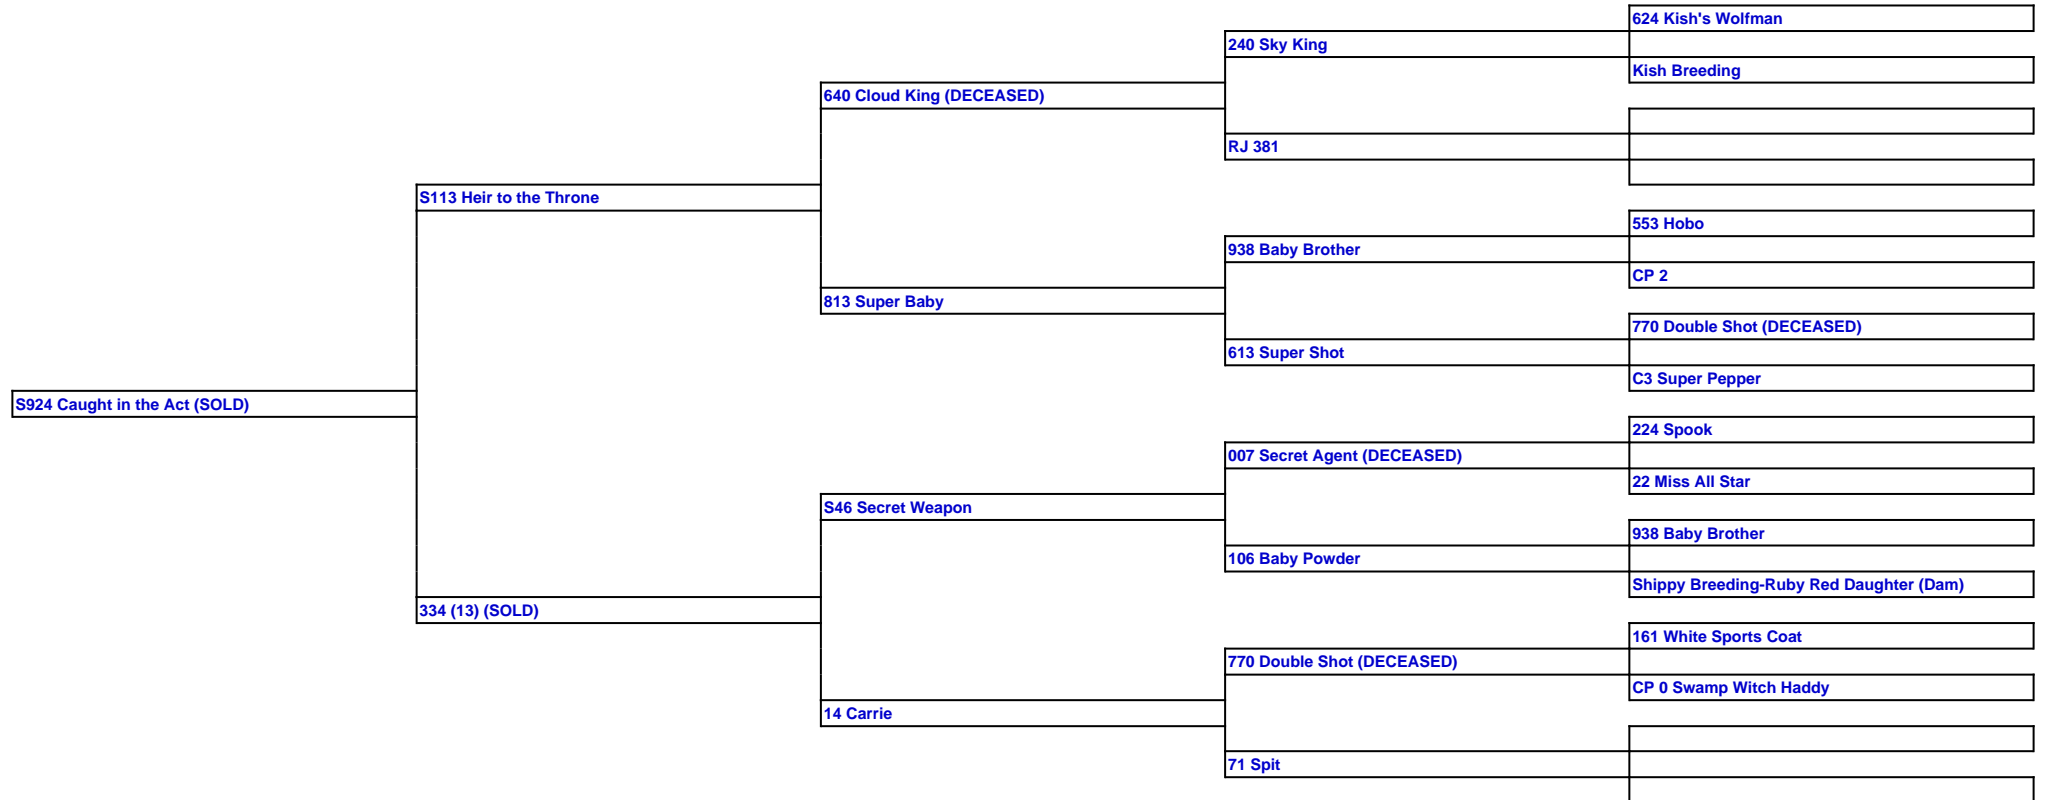 624 Kish's Wolfman
240 Sky King
Kish Breeding
640 Cloud King (DECEASED)
RJ 381
S113 Heir to the Throne
553 Hobo
938 Baby Brother
CP 2
813 Super Baby
770 Double Shot (DECEASED)
613 Super Shot
C3 Super Pepper
S924 Caught in the Act (SOLD)
224 Spook
007 Secret Agent (DECEASED)
22 Miss All Star
S46 Secret Weapon
938 Baby Brother
106 Baby Powder
Shippy Breeding-Ruby Red Daughter (Dam)
334 (13) (SOLD)
161 White Sports Coat
770 Double Shot (DECEASED)
CP 0 Swamp Witch Haddy
14 Carrie
71 Spit